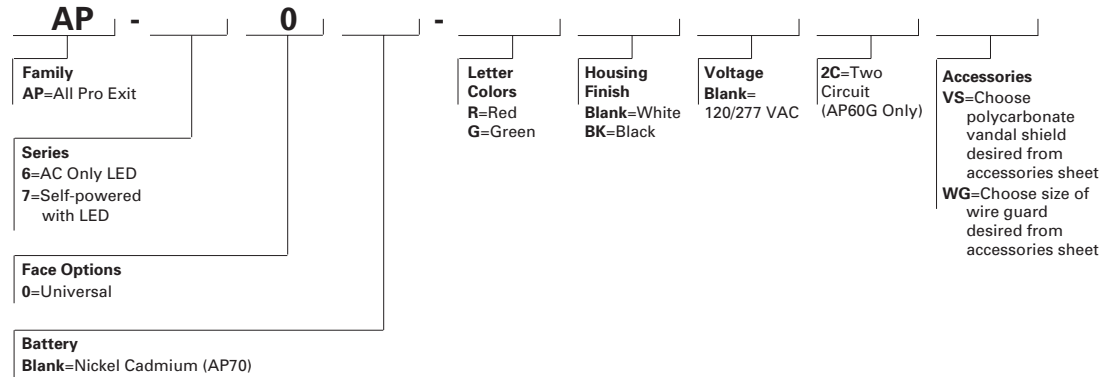 AP - 0 -
Family
AP=All Pro Exit
Series
6=AC Only LED
7=Self-powered
with LED
Face Options
0=Universal
Battery
Blank=Nickel Cadmium (AP70)
Letter
Colors
R=Red
G=Green
Housing
Finish
Blank=White
BK=Black
Voltage
Blank=
120/277 VAC
2C=Two
Circuit
(AP60G Only)
Accessories
VS=Choose
polycarbonate
vandal shield
desired from
accessories sheet
WG=Choose size of
wire guard
desired from
accessories sheet